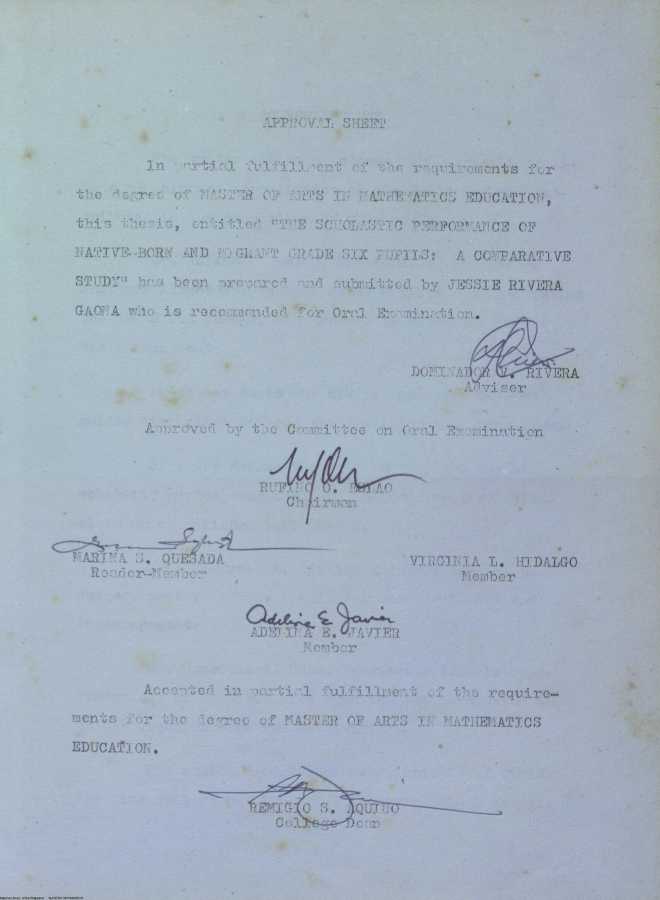 APPROVAL SHEET
In partial fulfillment of the requirements for
the degree of MASTER OF ARTS IN MATHEMATICS EDUCATION,
this thesis, entitled "THE SCHOLASTIC PERFORMANCE OF
NATIVE-BORN AND MIGRANT GRADE SIX PUPILS: A COMPARATIVE
STUDY" has been prepared and submitted by JESSIE RIVERA
GAONA who is recommended for Oral Examination.
DOMINADOR V. RIVERA
Adviser
Approved by the Committee on Oral Examination
RUFINO O.
Chairman
MARINA S. QUESADA
Reader-Member
VIRGINIA L. HIDALGO
Member
Adelina E Javier
ADELINA E. JAVIER
Member
Accepted in partial fulfillment of the require-
ments for the degree of MASTER OF ARTS IN MATHEMATICS
EDUCATION.
REMIGIO S. AQUINO
College Dean